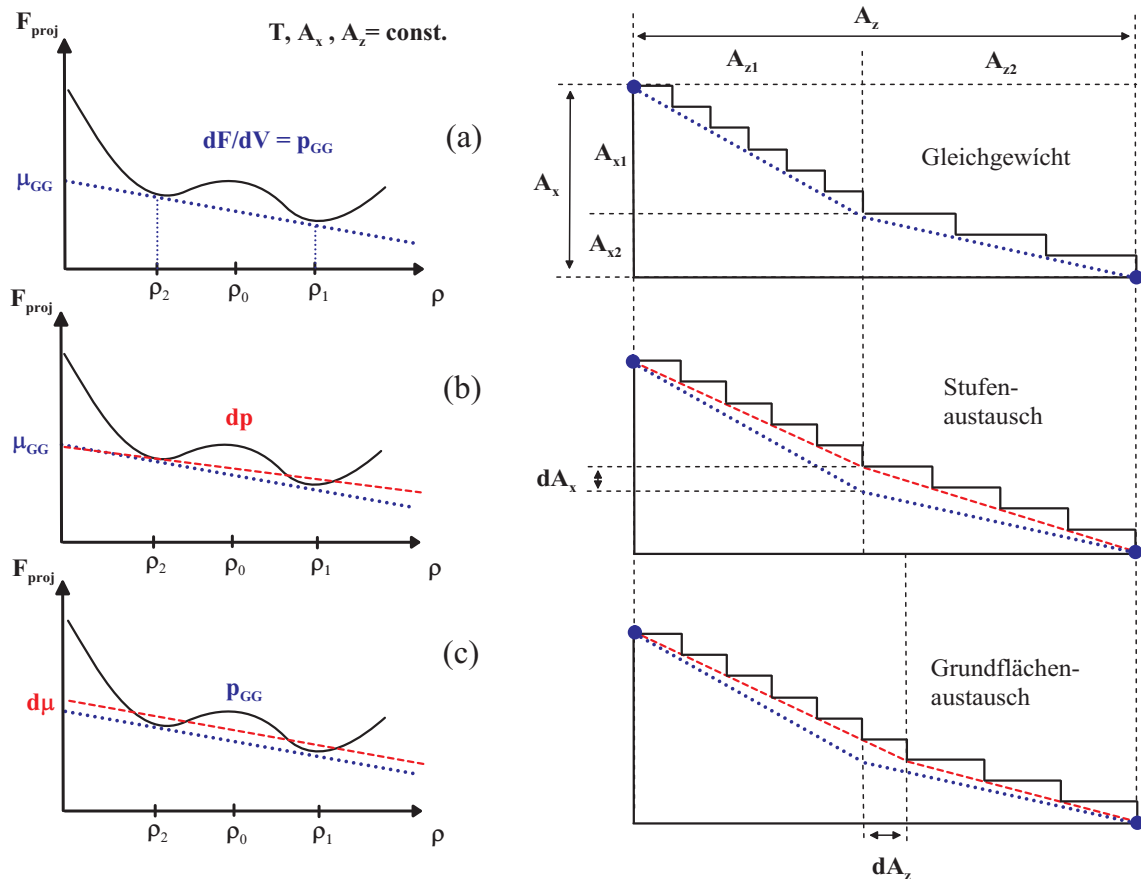 F_proj
T, A_x , A_z= const.
dF/dV = p_GG
(a)
μ_GG
ρ_2
ρ_0
ρ_1
ρ
A_z
A_z1
A_z2
A_x
A_x1
A_x2
Gleichgewícht
F_proj
(b)
dp
μ_GG
ρ_2
ρ_0
ρ_1
ρ
Stufen-
austausch
dA_x
F_proj
(c)
p_GG
dμ
ρ_2
ρ_0
ρ_1
ρ
Grundflächen-
austausch
dA_z